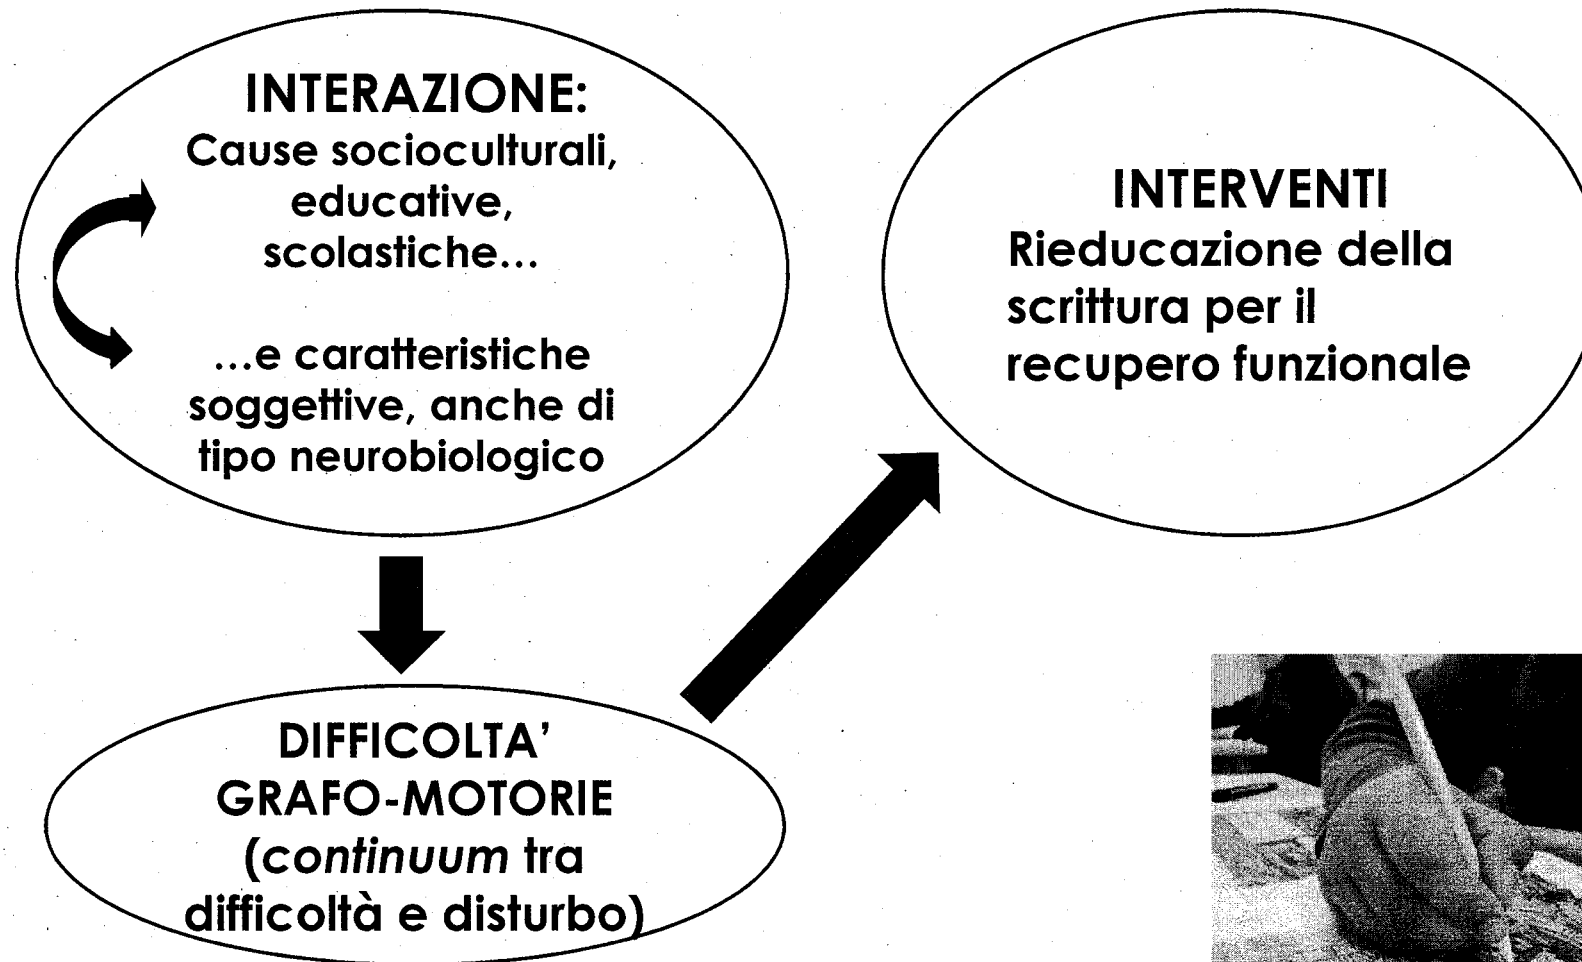 INTERAZIONE:
Cause socioculturali,
educative,
scolastiche...
...e caratteristiche
soggettive, anche di
tipo neurobiologico
DIFFICOLTA'
GRAFO-MOTORIE
(continuum tra
difficoltà e disturbo)
INTERVENTI
Rieducazione della
scrittura per il
recupero funzionale